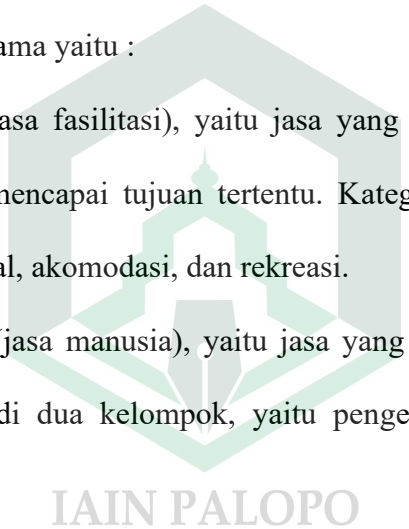 ama yaitu :
asa fasilitasi), yaitu jasa yang
mencapai tujuan tertentu. Kateg
al, akomodasi, dan rekreasi.
(jasa manusia), yaitu jasa yang
di dua kelompok, yaitu penge
IAIN PALOPO